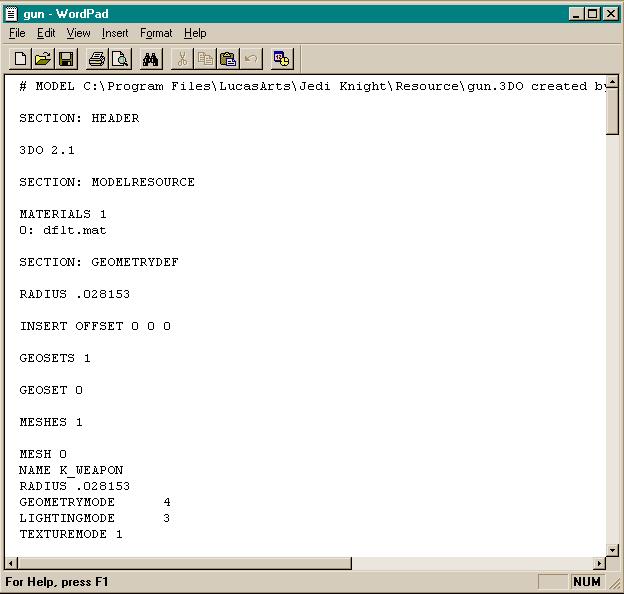 gun - WordPad
File Edit View Insert Format Help
# MODEL C:\Program Files\LucasArts\Jedi Knight\Resource\gun.3DO created by
SECTION: HEADER
3DO 2.1
SECTION: MODELRESOURCE
MATERIALS 1
0: dflt.mat
SECTION: GEOMETRYDEF
RADIUS .028153
INSERT OFFSET 0 0 0
GEOSETS 1
GEOSET 0
MESHES 1
MESH 0
NAME K_WEAPON
RADIUS .028153
GEOMETRYMODE 4
LIGHTINGMODE 3
TEXTUREMODE 1
For Help, press F1 NUM